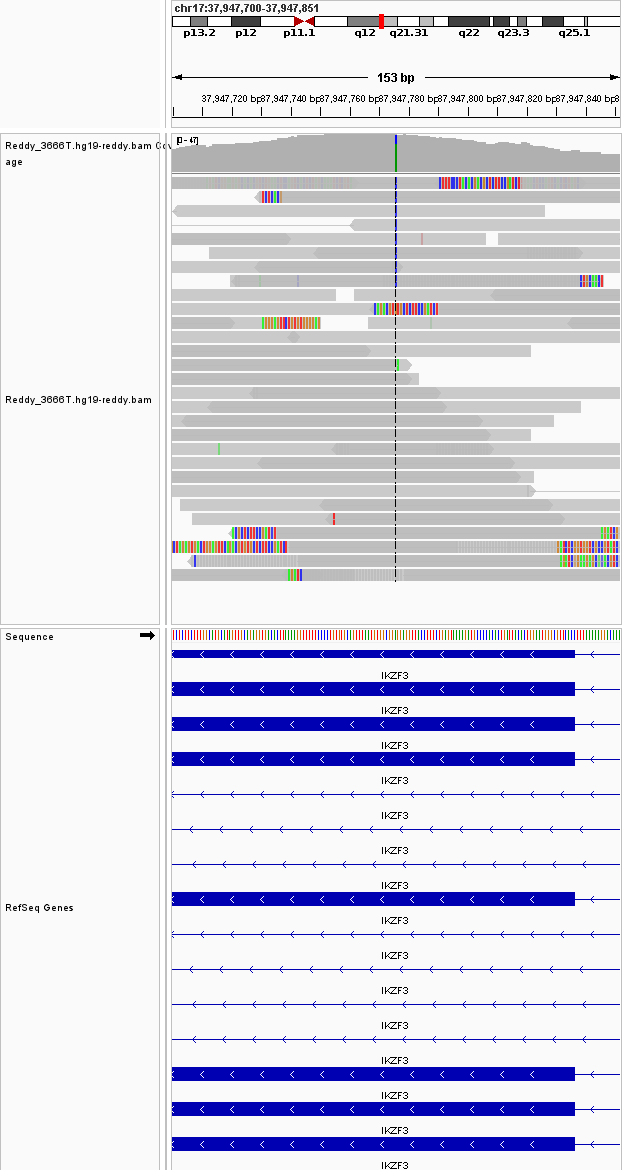 chr17:37,947,700-37,947,851
p13.2 p12 p11.1 q12 q21.31 q22 q23.3 q25.1
153 bp
37,947,720 bp 37,947,740 bp 37,947,760 bp 37,947,780 bp 37,947,800 bp 37,947,820 bp 37,947,840 bp
Reddy_3666T.hg19-reddy.bam Cov
age
[0 - 47]
Reddy_3666T.hg19-reddy.bam
Sequence
IKZF3
IKZF3
IKZF3
IKZF3
IKZF3
IKZF3
IKZF3
RefSeq Genes
IKZF3
IKZF3
IKZF3
IKZF3
IKZF3
IKZF3
IKZF3
IKZF3